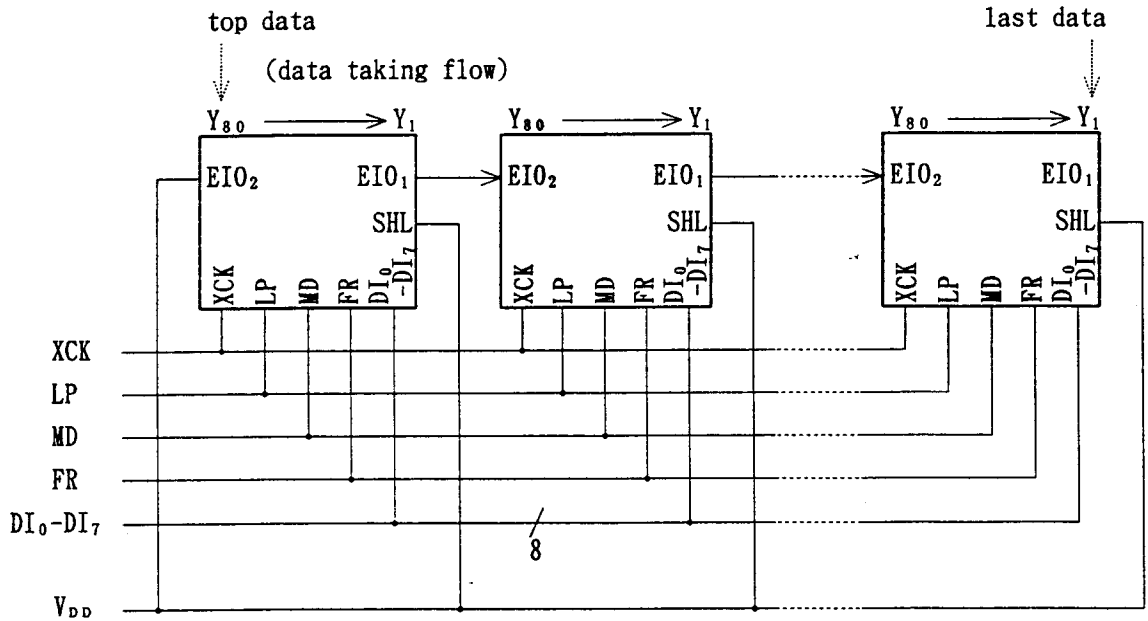 top data
last data
(data taking flow)
Y₈₀ Y₁ Y₈₀ Y₁ Y₈₀ Y₁
EIO₂ EIO₁ EIO₂ EIO₁ EIO₂ EIO₁
SHL SHL SHL
XCK LP MD FR DI₀-DI₇ XCK LP MD FR DI₀-DI₇ XCK LP MD FR DI₀-DI₇
XCK
LP
MD
FR
DI₀-DI₇
8
V_DD